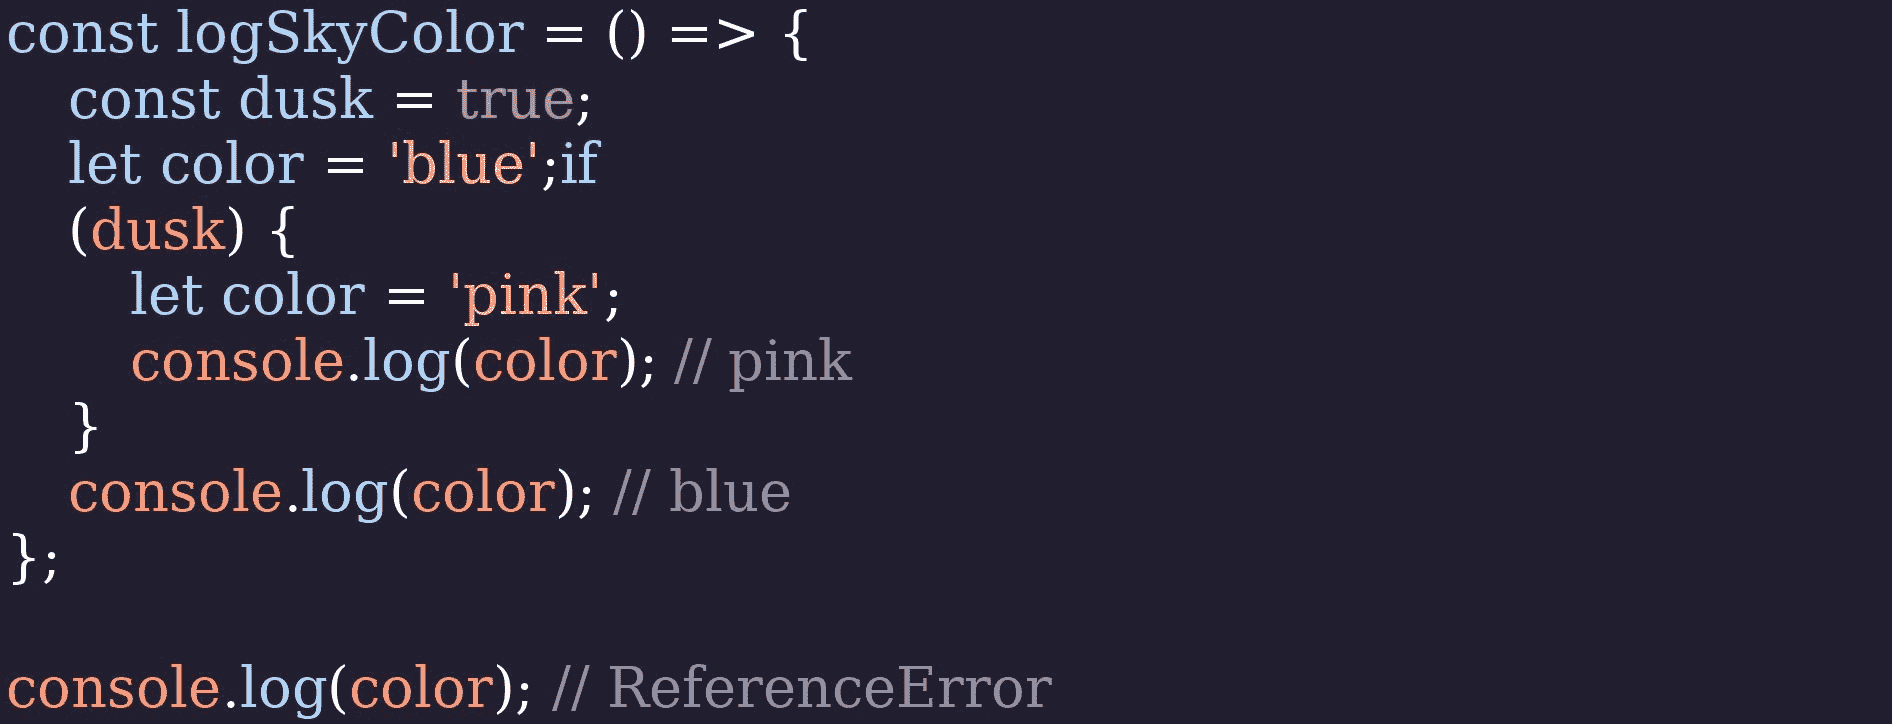 const logSkyColor = () => {
const dusk = true;
let color = 'blue';if
(dusk) {
let color = 'pink';
console.log(color); // pink
}
console.log(color); // blue
};
console.log(color); // ReferenceError